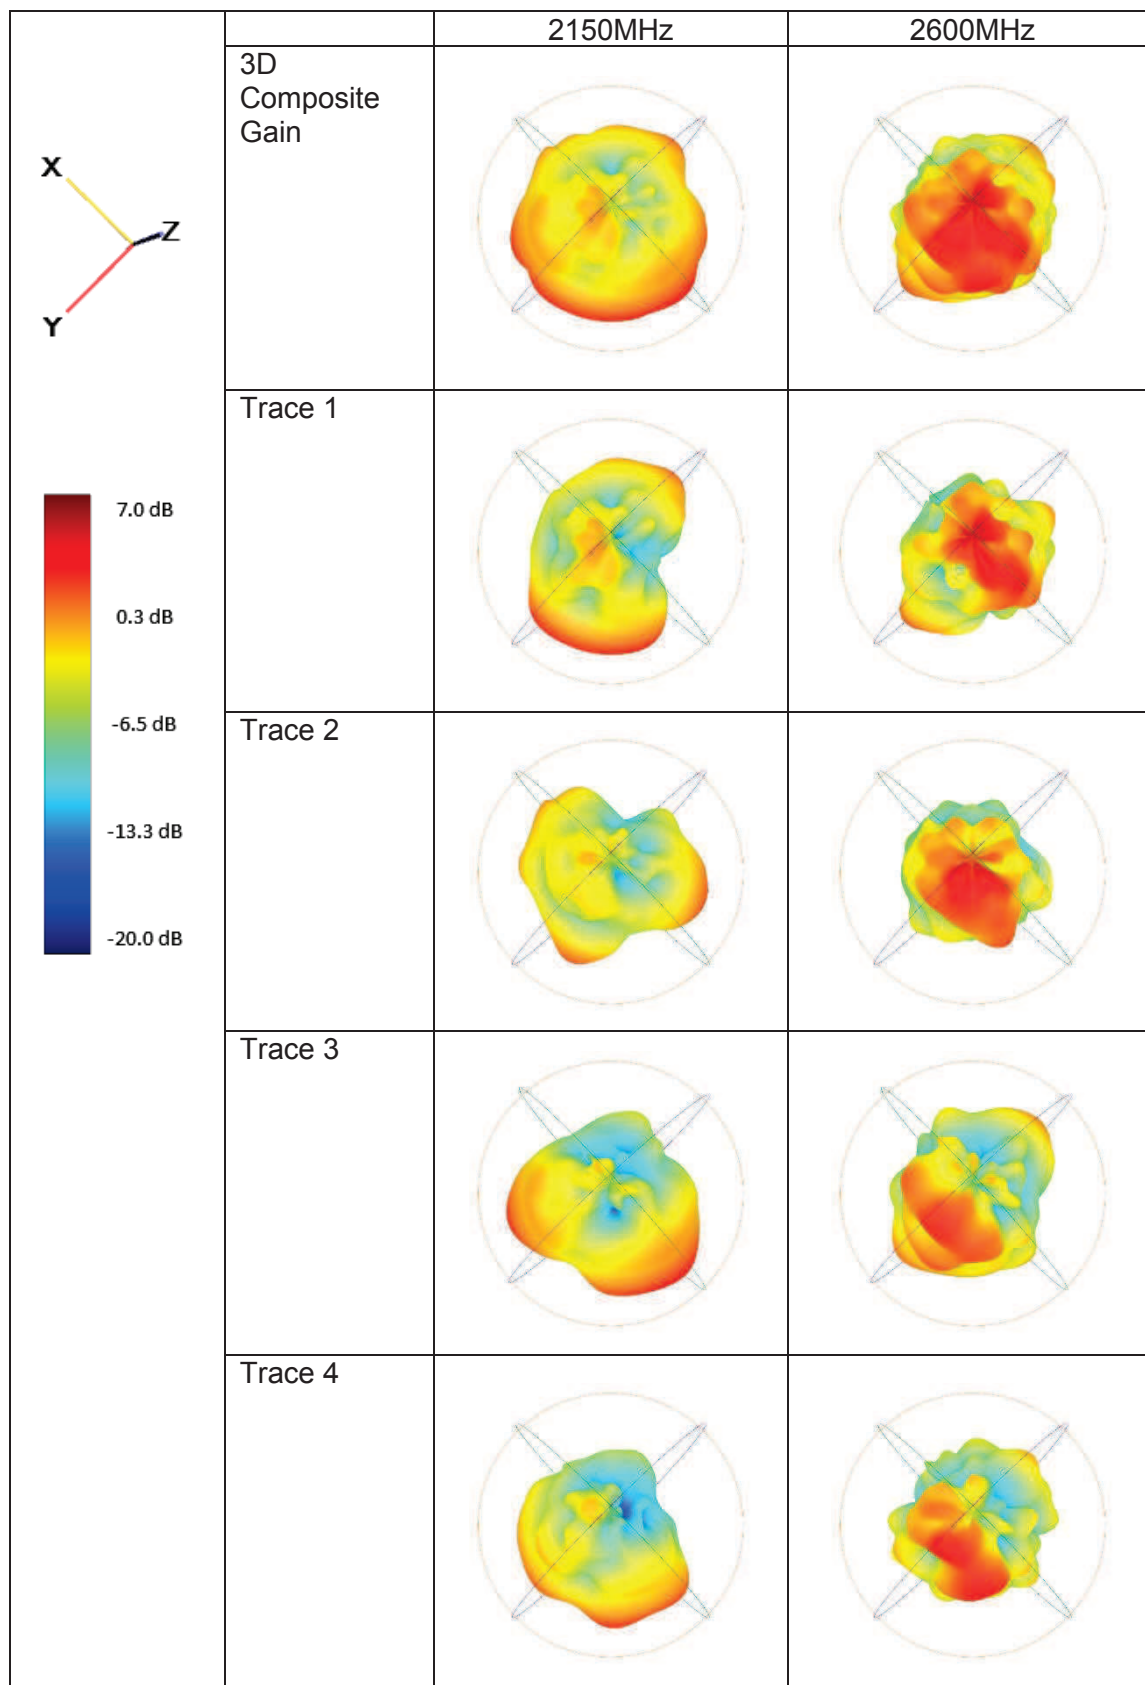 2150MHz
2600MHz
3D
Composite
Gain
X
Z
Y
Trace 1
7.0 dB
0.3 dB
-6.5 dB
-13.3 dB
-20.0 dB
Trace 2
Trace 3
Trace 4